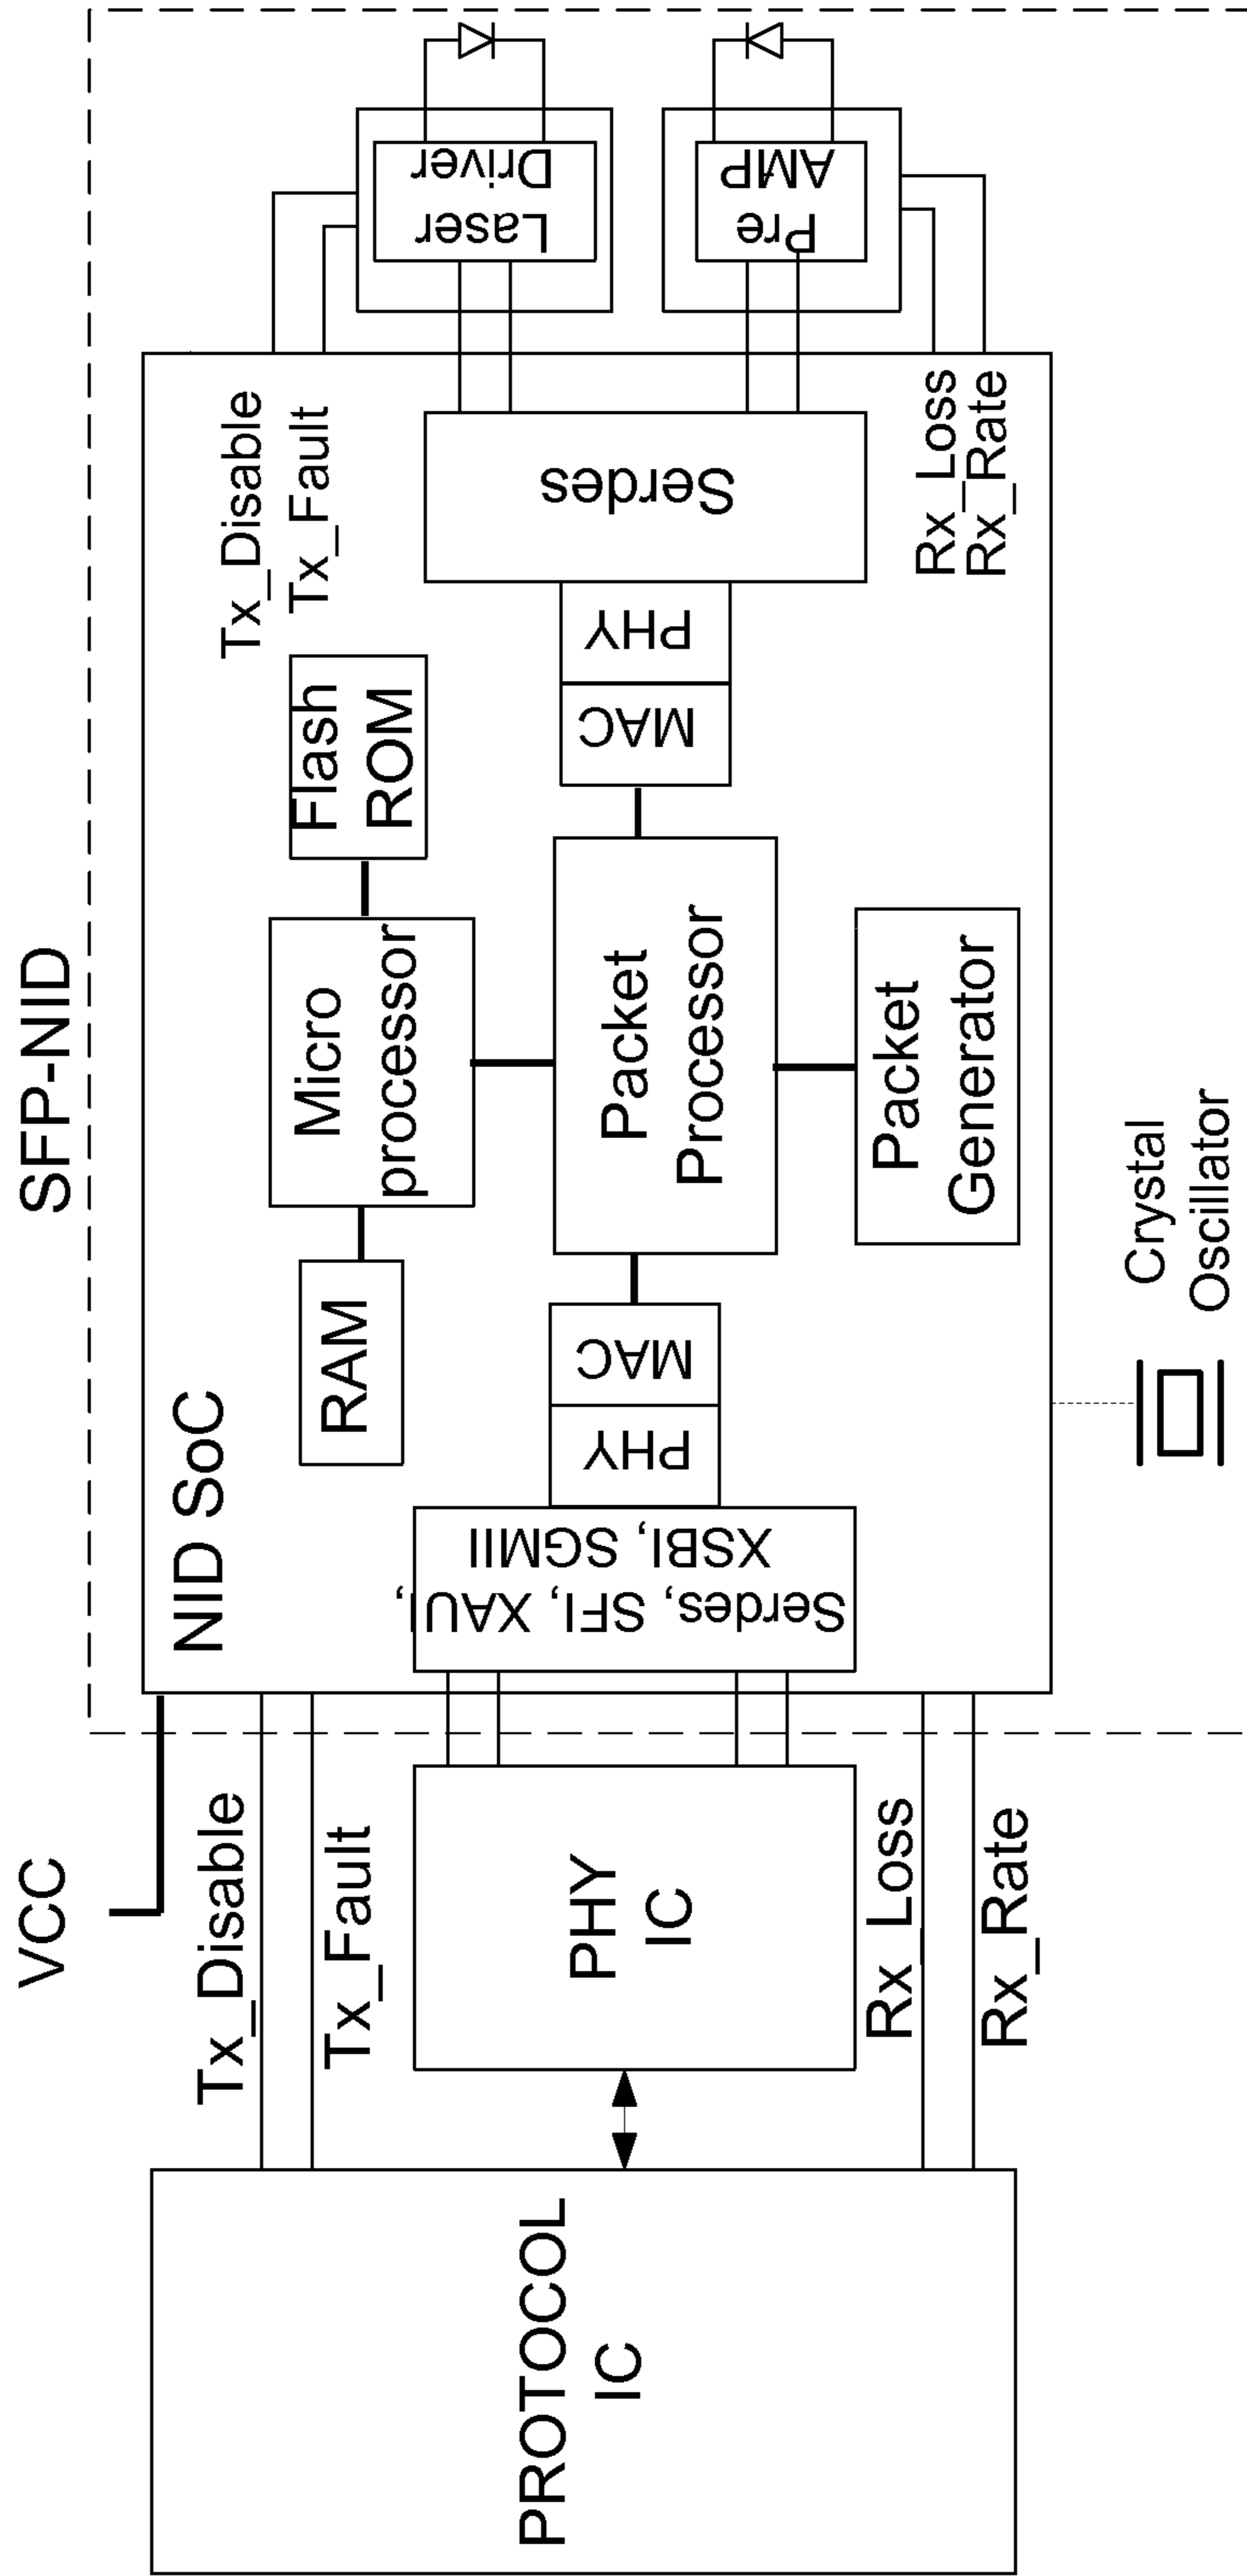 SFP-NID
VCC
NID SoC
Tx_Disable
Tx_Fault
Tx_Disable
Tx_Fault
RAM
Micro
processor
Flash
ROM
Laser
Driver
PROTOCOL
IC
PHY
IC
Serdes, SFI, XAUI,
XSBI, SGMII
PHY
MAC
Packet
Processor
MAC
PHY
Serdes
Pre
AMP
Packet
Generator
Rx_Loss
Rx_Rate
Rx_Loss
Rx_Rate
Crystal
Oscillator